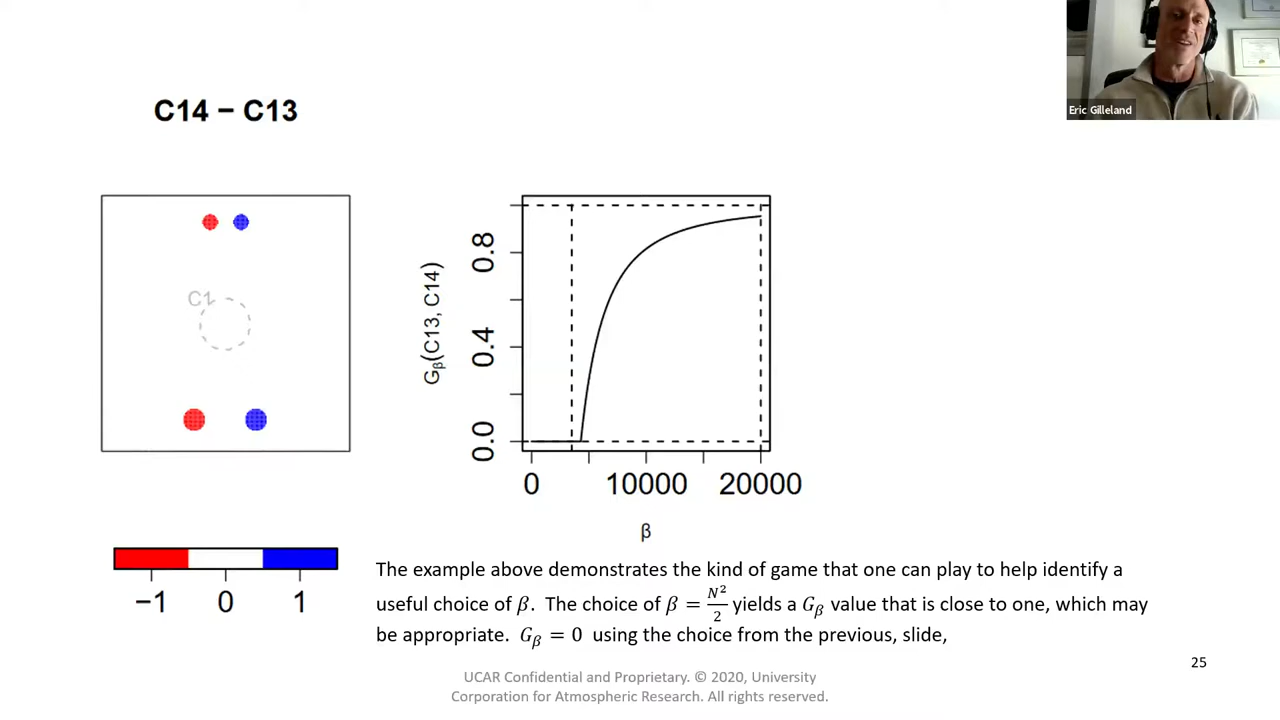 Eric Gilleland
C14 − C13
C1
−1 0 1
Gβ(C13, C14)
0.8
0.4
0.0
0 10000 20000
β
The example above demonstrates the kind of game that one can play to help identify a
useful choice of β. The choice of β = N²/2 yields a Gβ value that is close to one, which may
be appropriate. Gβ = 0 using the choice from the previous, slide,
25
UCAR Confidential and Proprietary. © 2020, University
Corporation for Atmospheric Research. All rights reserved.